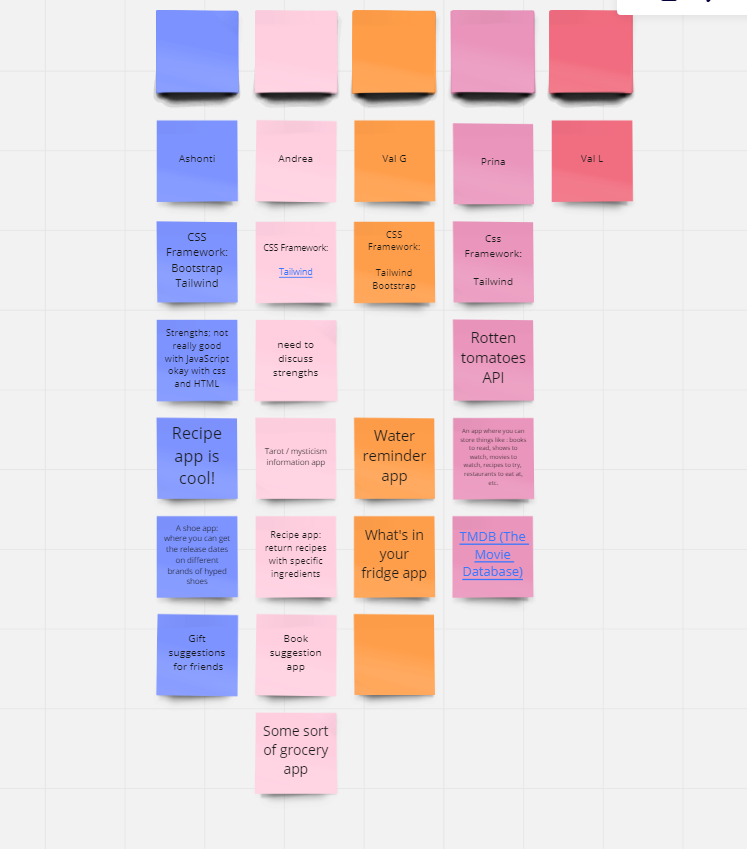 Ashonti
Andrea
Val G
Prina
Val L
CSS
Framework:
Bootstrap
Tailwind
CSS Framework:
Tailwind
CSS
Framework:
Tailwind
Bootstrap
Css
Framework:
Tailwind
Strengths; not
really good
with JavaScript
okay with css
and HTML
need to
discuss
strengths
Rotten
tomatoes
API
Recipe
app is
cool!
Tarot / mysticism
information app
Water
reminder
app
An app where you can
store things like : books
to read, shows to
watch, movies to
watch, recipes to try,
restaurants to eat at,
etc.
A shoe app:
where you can get
the release dates
on different
brands of hyped
shoes
Recipe app:
return recipes
with specific
ingredients
What's in
your
fridge app
TMDB (The
Movie
Database)
Gift
suggestions
for friends
Book
suggestion
app
Some sort
of grocery
app